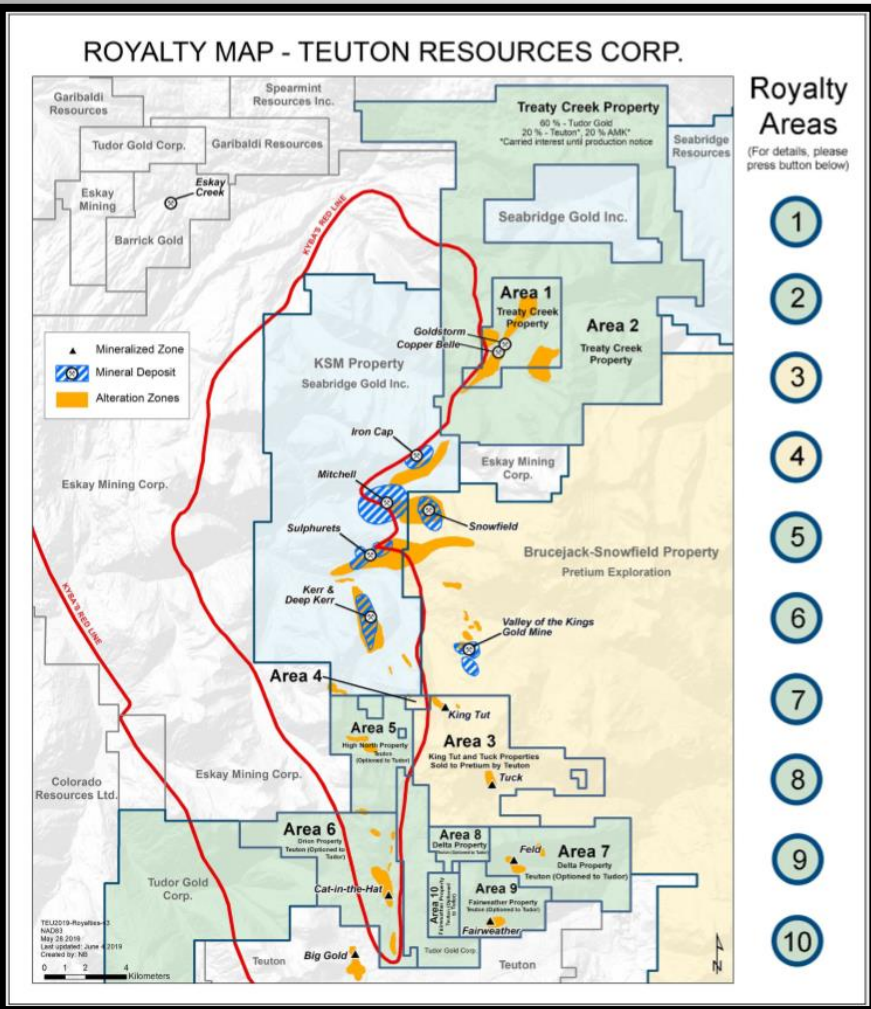 ROYALTY MAP - TEUTON RESOURCES CORP.
Garibaldi
Resources
Spearmint
Resources Inc.
Tudor Gold Corp.
Garibaldi Resources
Eskay
Mining
Eskay
Creek
Barrick Gold
KYBA'S RED LINE
Treaty Creek Property
60 % - Tudor Gold
20 % - Teuton*, 20 % AMK*
*Carried interest until production notice
Seabridge
Resources
Seabridge Gold Inc.
Area 1
Treaty Creek
Property
Goldstorm
Copper Belle
Area 2
Treaty Creek
Property
Mineralized Zone
Mineral Deposit
Alteration Zones
KSM Property
Seabridge Gold Inc.
Iron Cap
Mitchell
Eskay Mining Corp.
Eskay Mining
Corp.
Snowfield
Sulphurets
Brucejack-Snowfield Property
Pretium Exploration
Kerr &
Deep Kerr
Valley of the Kings
Gold Mine
KYBA'S RED LINE
Area 4
King Tut
Area 5
High North Property
Teuton
(Optioned to Tudor)
Area 3
King Tut and Tuck Properties
Sold to Pretium by Teuton
Tuck
Colorado
Resources Ltd.
Eskay Mining Corp.
Area 6
Orion Property
Teuton (Optioned to
Tudor)
Area 8
Delta Property
Teuton (Optioned to Tudor)
Feld
Area 7
Delta Property
Teuton (Optioned to Tudor)
Tudor Gold
Corp.
Cat-in-the-Hat
Area 10
Fairweather Property
Teuton (Optioned
to Tudor)
Area 9
Fairweather Property
Teuton (Optioned to Tudor)
Fairweather
Tudor Gold Corp.
Big Gold
Teuton
Teuton
TEU2019-Royalties-v3
NAD83
May 28 2019
Last updated: June 4 2019
Created by: NB
0 1 2 4
Kilometers
N
Royalty
Areas
(For details, please
press button below)
1
2
3
4
5
6
7
8
9
10